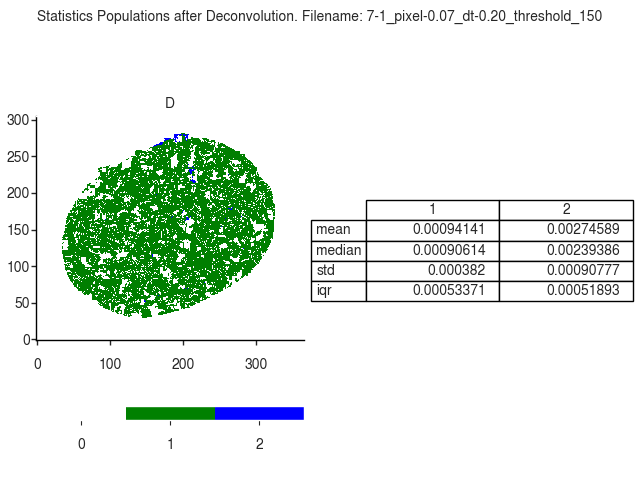 Statistics Populations after Deconvolution. Filename: 7-1_pixel-0.07_dt-0.20_threshold_150
D
300
250
200
150
100
50
0
0 100 200 300
0 1 2
1 2
mean 0.00094141 0.00274589
median 0.00090614 0.00239386
std 0.000382 0.00090777
iqr 0.00053371 0.00051893